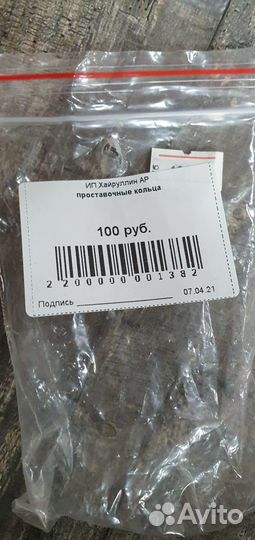 ИП Хайруллин АР
проставочные кольца
100 руб.
2200000001382
Подпись
07.04.21
Avito